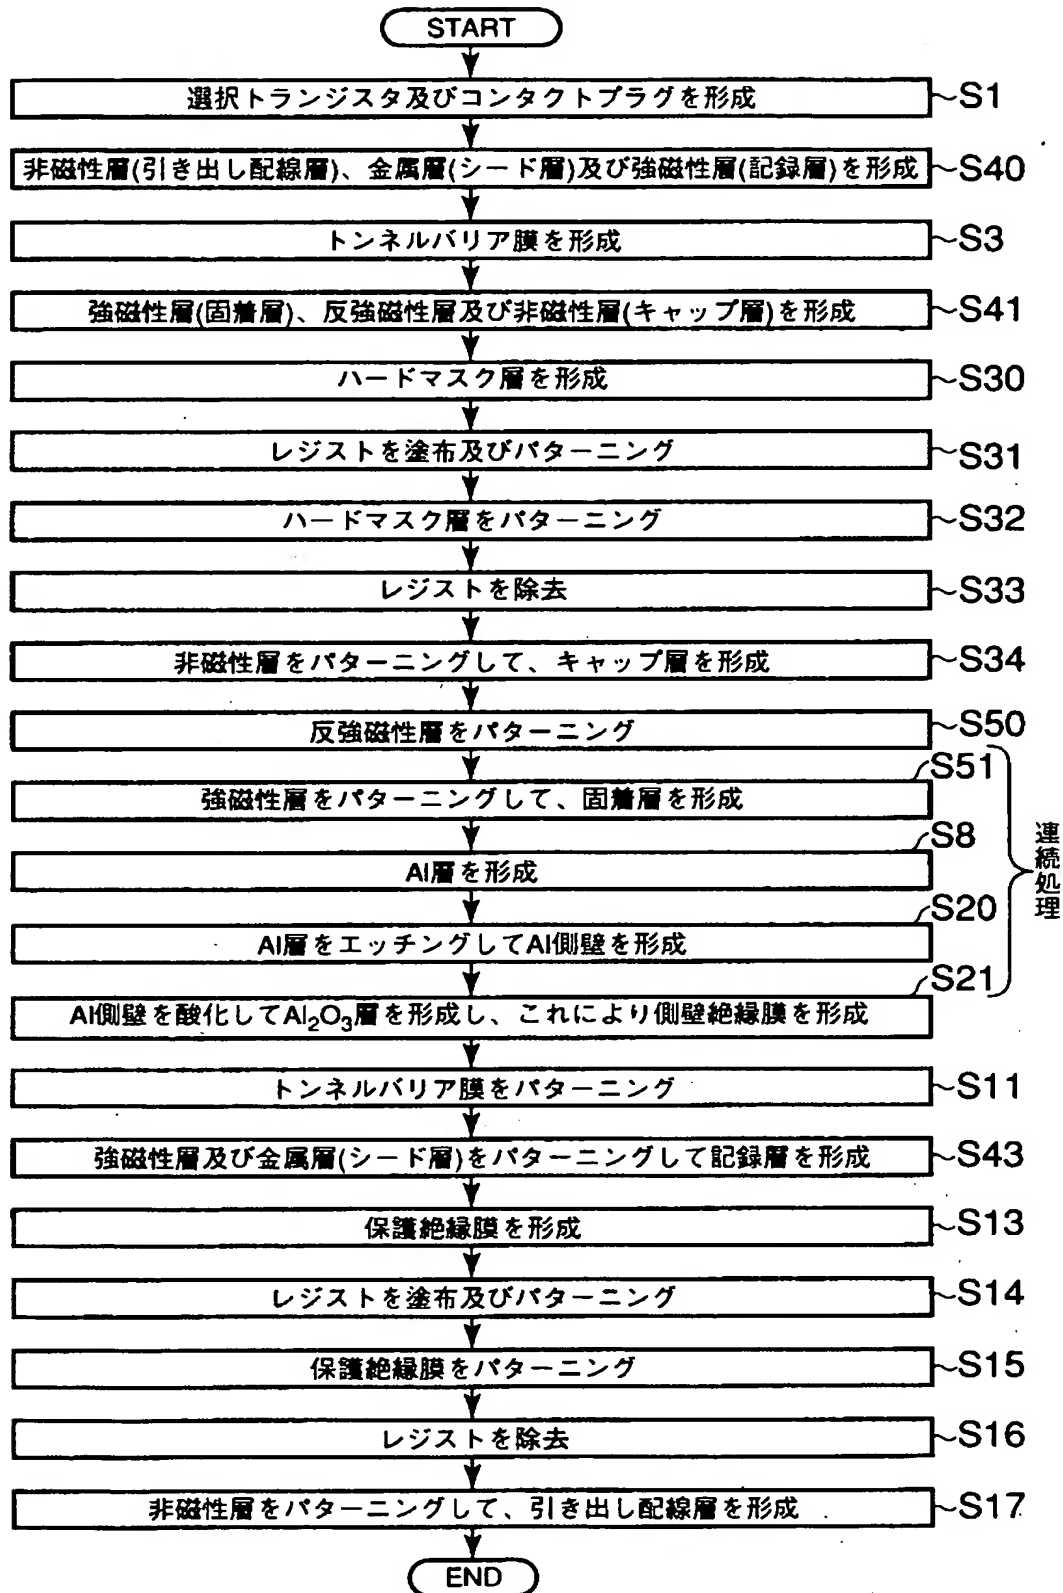 START
選択トランジスタ及びコンタクトプラグを形成
S1
非磁性層(引き出し配線層)、金属層(シード層)及び強磁性層(記録層)を形成
S40
トンネルバリア膜を形成
S3
強磁性層(固着層)、反強磁性層及び非磁性層(キャップ層)を形成
S41
ハードマスク層を形成
S30
レジストを塗布及びパターニング
S31
ハードマスク層をパターニング
S32
レジストを除去
S33
非磁性層をパターニングして、キャップ層を形成
S34
反強磁性層をパターニング
S50
強磁性層をパターニングして、固着層を形成
S51
Al層を形成
S8
Al層をエッチングしてAl側壁を形成
S20
Al側壁を酸化してAl₂O₃層を形成し、これにより側壁絶縁膜を形成
S21
連続処理
トンネルバリア膜をパターニング
S11
強磁性層及び金属層(シード層)をパターニングして記録層を形成
S43
保護絶縁膜を形成
S13
レジストを塗布及びパターニング
S14
保護絶縁膜をパターニング
S15
レジストを除去
S16
非磁性層をパターニングして、引き出し配線層を形成
S17
END